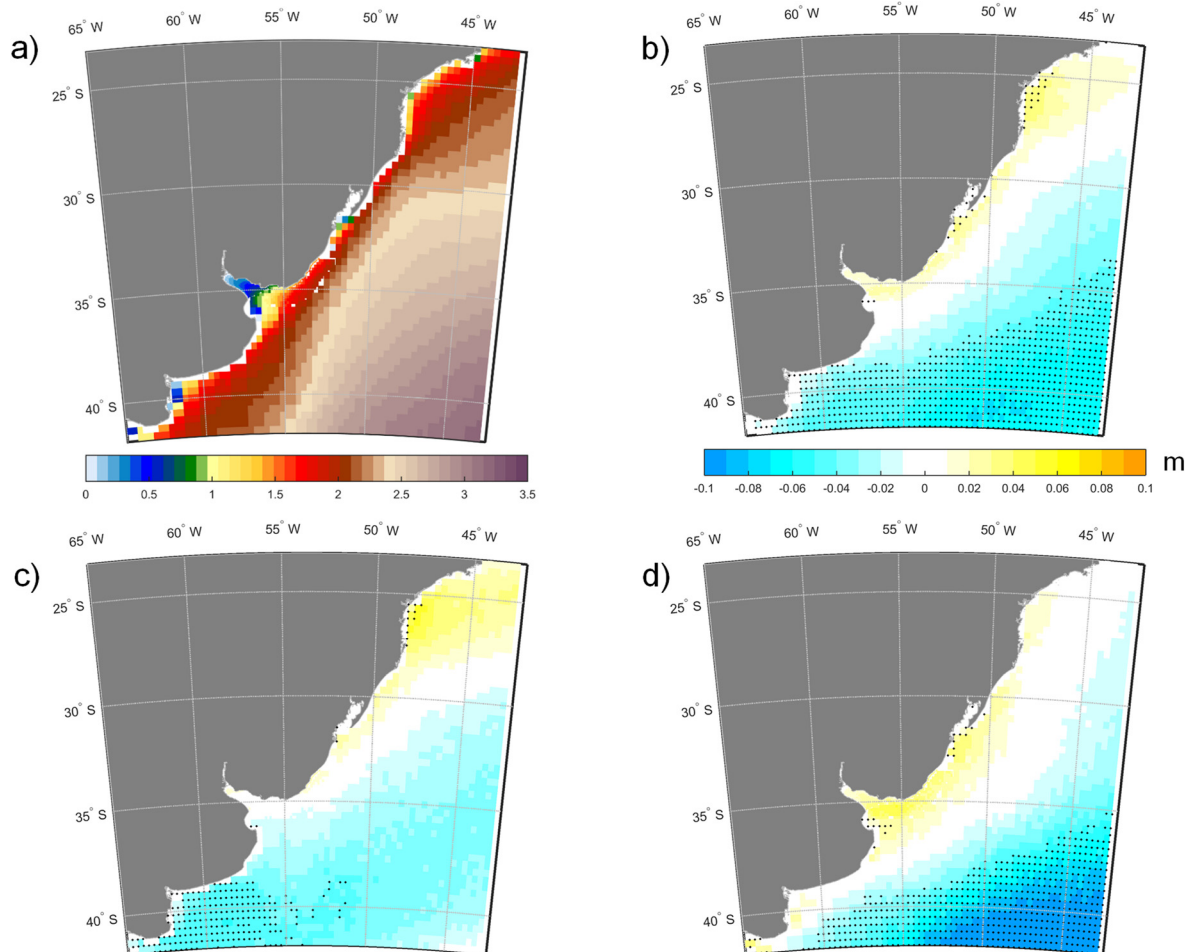 65° W 60° W 55° W 50° W 45° W
a)
25° S
30° S
35° S
40° S
0 0.5 1 1.5 2 2.5 3 3.5
65° W 60° W 55° W 50° W 45° W
b)
25° S
30° S
35° S
40° S
-0.1 -0.08 -0.06 -0.04 -0.02 0 0.02 0.04 0.06 0.08 0.1
m
65° W 60° W 55° W 50° W 45° W
c)
25° S
30° S
35° S
40° S
65° W 60° W 55° W 50° W 45° W
d)
25° S
30° S
35° S
40° S